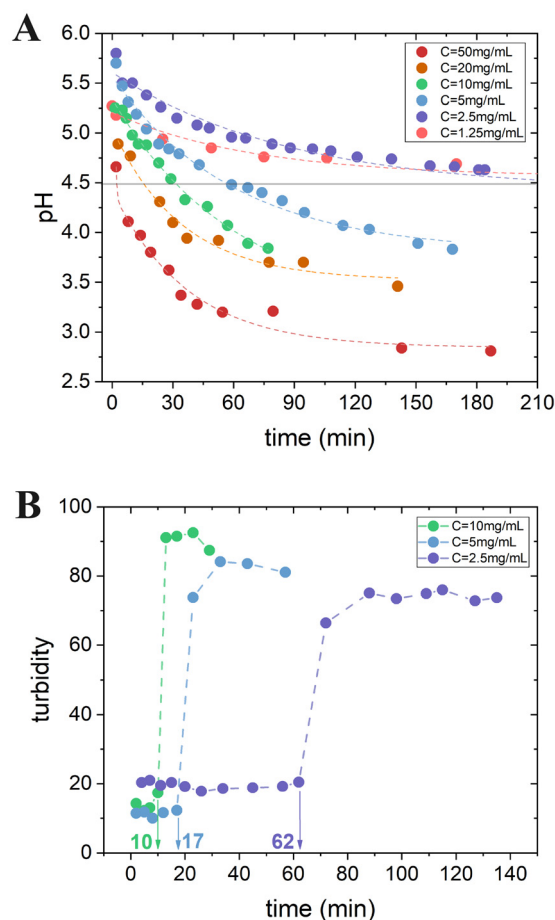 A
6.0
5.5
5.0
4.5
4.0
3.5
3.0
2.5
pH
C=50mg/mL
C=20mg/mL
C=10mg/mL
C=5mg/mL
C=2.5mg/mL
C=1.25mg/mL
0 30 60 90 120 150 180 210
time (min)
B
100
80
60
40
20
0
turbidity
C=10mg/mL
C=5mg/mL
C=2.5mg/mL
10 17 62
0 20 40 60 80 100 120 140
time (min)